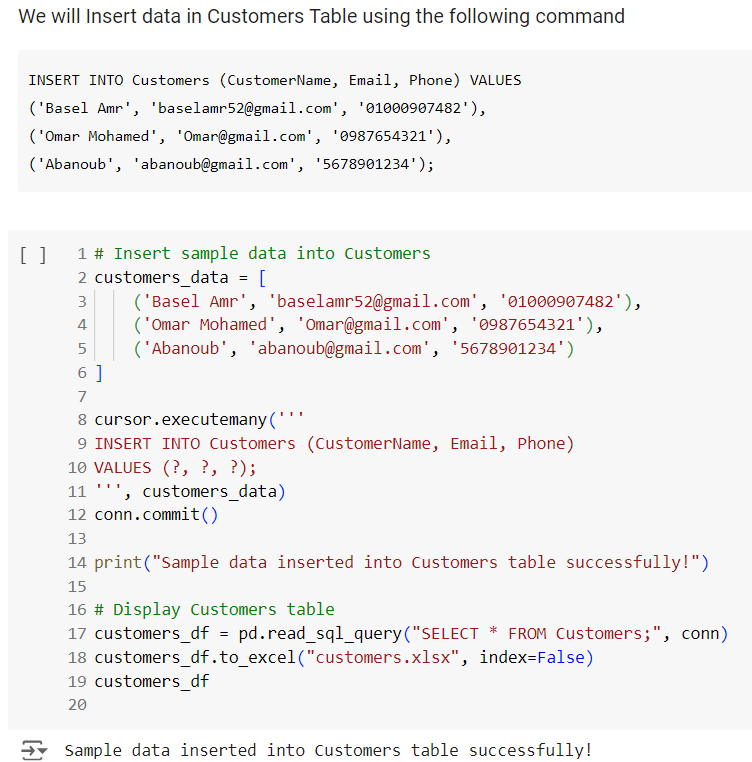 We will Insert data in Customers Table using the following command
INSERT INTO Customers (CustomerName, Email, Phone) VALUES
('Basel Amr', 'baselamr52@gmail.com', '01000907482'),
('Omar Mohamed', 'Omar@gmail.com', '0987654321'),
('Abanoub', 'abanoub@gmail.com', '5678901234');
[ ] 1 # Insert sample data into Customers
2 customers_data = [
3 ('Basel Amr', 'baselamr52@gmail.com', '01000907482'),
4 ('Omar Mohamed', 'Omar@gmail.com', '0987654321'),
5 ('Abanoub', 'abanoub@gmail.com', '5678901234')
6 ]
7
8 cursor.executemany('''
9 INSERT INTO Customers (CustomerName, Email, Phone)
10 VALUES (?, ?, ?);
11 ''', customers_data)
12 conn.commit()
13
14 print("Sample data inserted into Customers table successfully!")
15
16 # Display Customers table
17 customers_df = pd.read_sql_query("SELECT * FROM Customers;", conn)
18 customers_df.to_excel("customers.xlsx", index=False)
19 customers_df
20
Sample data inserted into Customers table successfully!